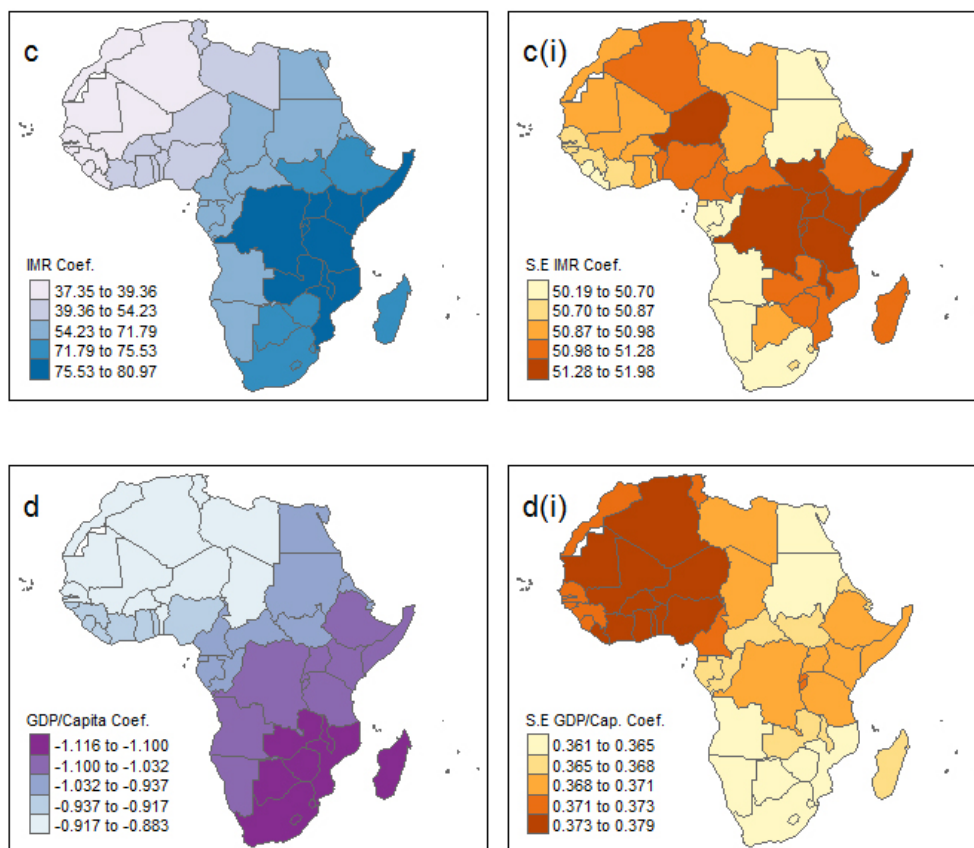 c
IMR Coef.
37.35 to 39.36
39.36 to 54.23
54.23 to 71.79
71.79 to 75.53
75.53 to 80.97
c(i)
S.E IMR Coef.
50.19 to 50.70
50.70 to 50.87
50.87 to 50.98
50.98 to 51.28
51.28 to 51.98
d
GDP/Capita Coef.
-1.116 to -1.100
-1.100 to -1.032
-1.032 to -0.937
-0.937 to -0.917
-0.917 to -0.883
d(i)
S.E GDP/Cap. Coef.
0.361 to 0.365
0.365 to 0.368
0.368 to 0.371
0.371 to 0.373
0.373 to 0.379